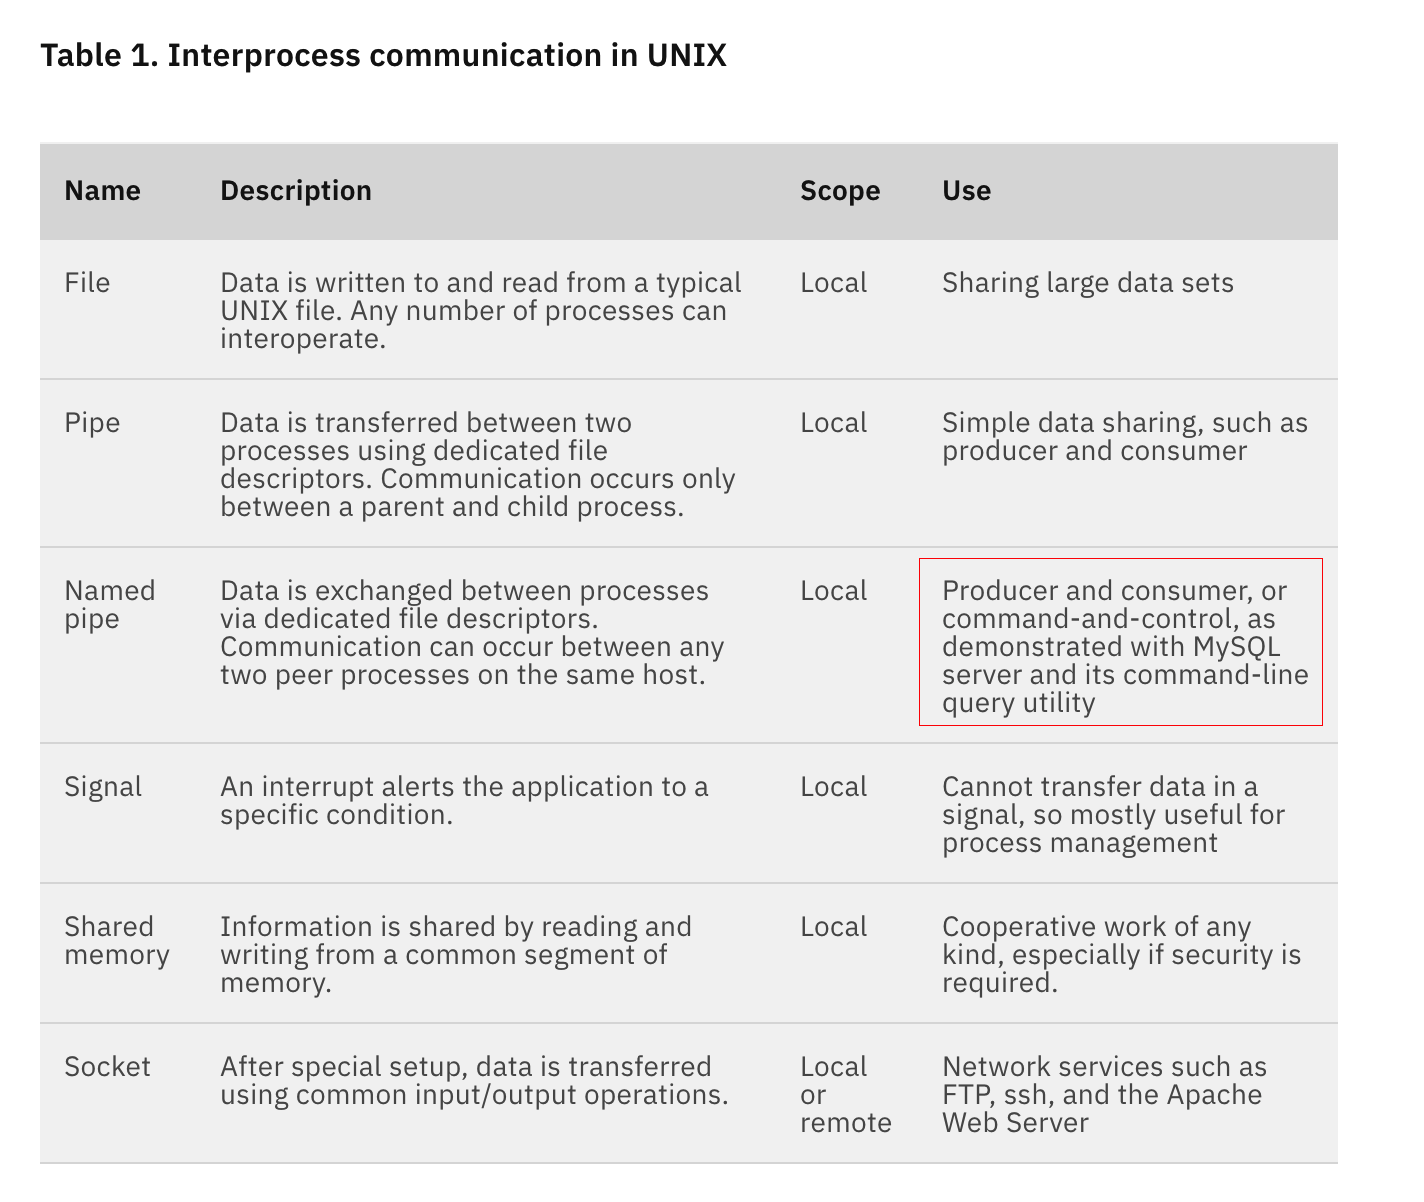 Table 1. Interprocess communication in UNIX
Name Description Scope Use
File
Data is written to and read from a typical
UNIX file. Any number of processes can
interoperate.
Local
Sharing large data sets
Pipe
Data is transferred between two
processes using dedicated file
descriptors. Communication occurs only
between a parent and child process.
Local
Simple data sharing, such as
producer and consumer
Named
pipe
Data is exchanged between processes
via dedicated file descriptors.
Communication can occur between any
two peer processes on the same host.
Local
Producer and consumer, or
command-and-control, as
demonstrated with MySQL
server and its command-line
query utility
Signal
An interrupt alerts the application to a
specific condition.
Local
Cannot transfer data in a
signal, so mostly useful for
process management
Shared
memory
Information is shared by reading and
writing from a common segment of
memory.
Local
Cooperative work of any
kind, especially if security is
required.
Socket
After special setup, data is transferred
using common input/output operations.
Local
or
remote
Network services such as
FTP, ssh, and the Apache
Web Server